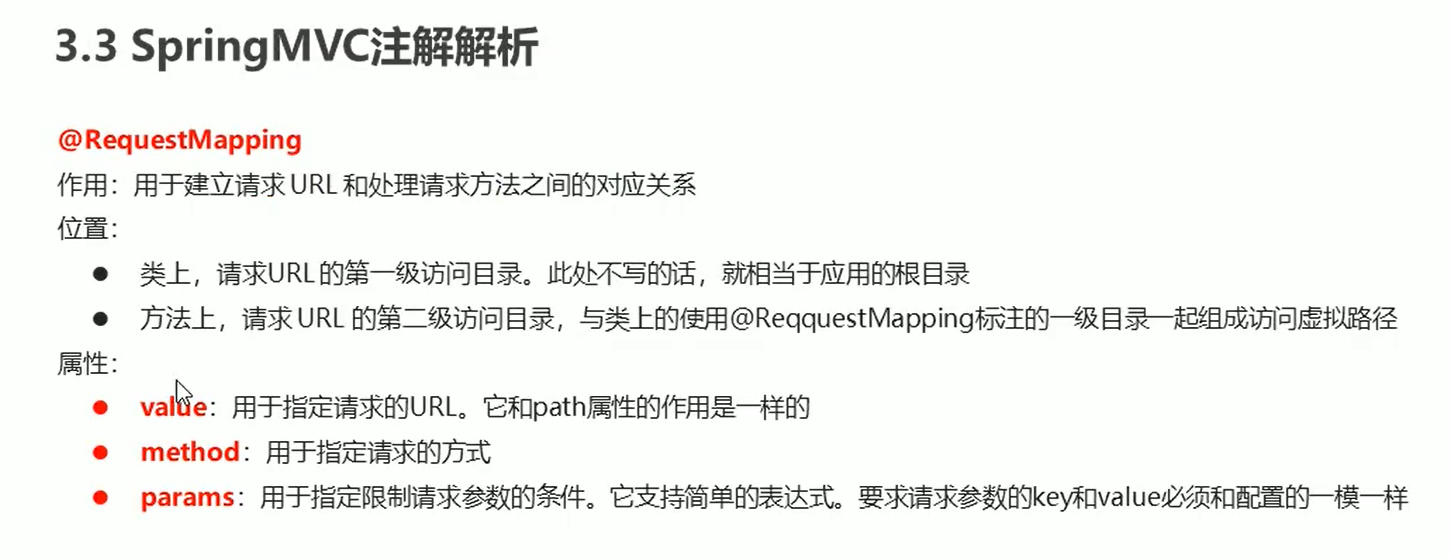 3.3 SpringMVC注解解析
@RequestMapping
作用：用于建立请求 URL 和处理请求方法之间的对应关系
位置：
● 类上，请求URL 的第一级访问目录。此处不写的话，就相当于应用的根目录
● 方法上，请求 URL 的第二级访问目录，与类上的使用@ReqquestMapping标注的一级目录一起组成访问虚拟路径
属性：
● value：用于指定请求的URL。它和path属性的作用是一样的
● method：用于指定请求的方式
● params：用于指定限制请求参数的条件。它支持简单的表达式。要求请求参数的key和value必须和配置的一模一样